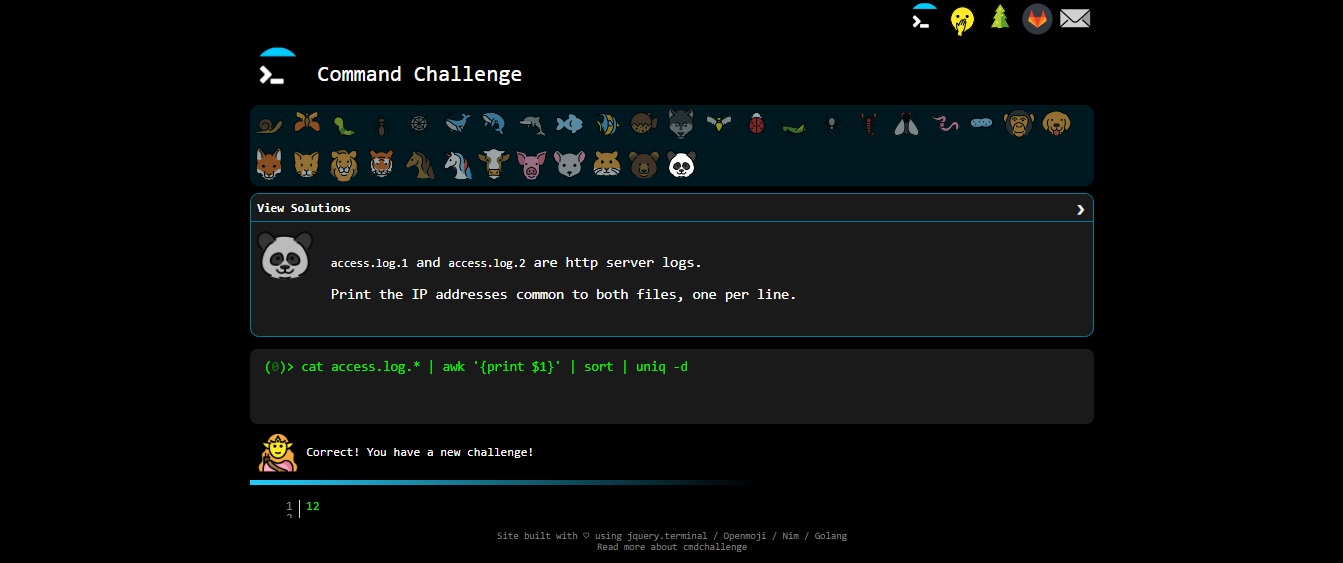 Command Challenge
View Solutions
access.log.1 and access.log.2 are http server logs.
Print the IP addresses common to both files, one per line.
(0)> cat access.log.* | awk '{print $1}' | sort | uniq -d
Correct! You have a new challenge!
1 12
Site built with ♡ using jquery.terminal / Openmoji / Nim / Golang
Read more about cmdchallenge